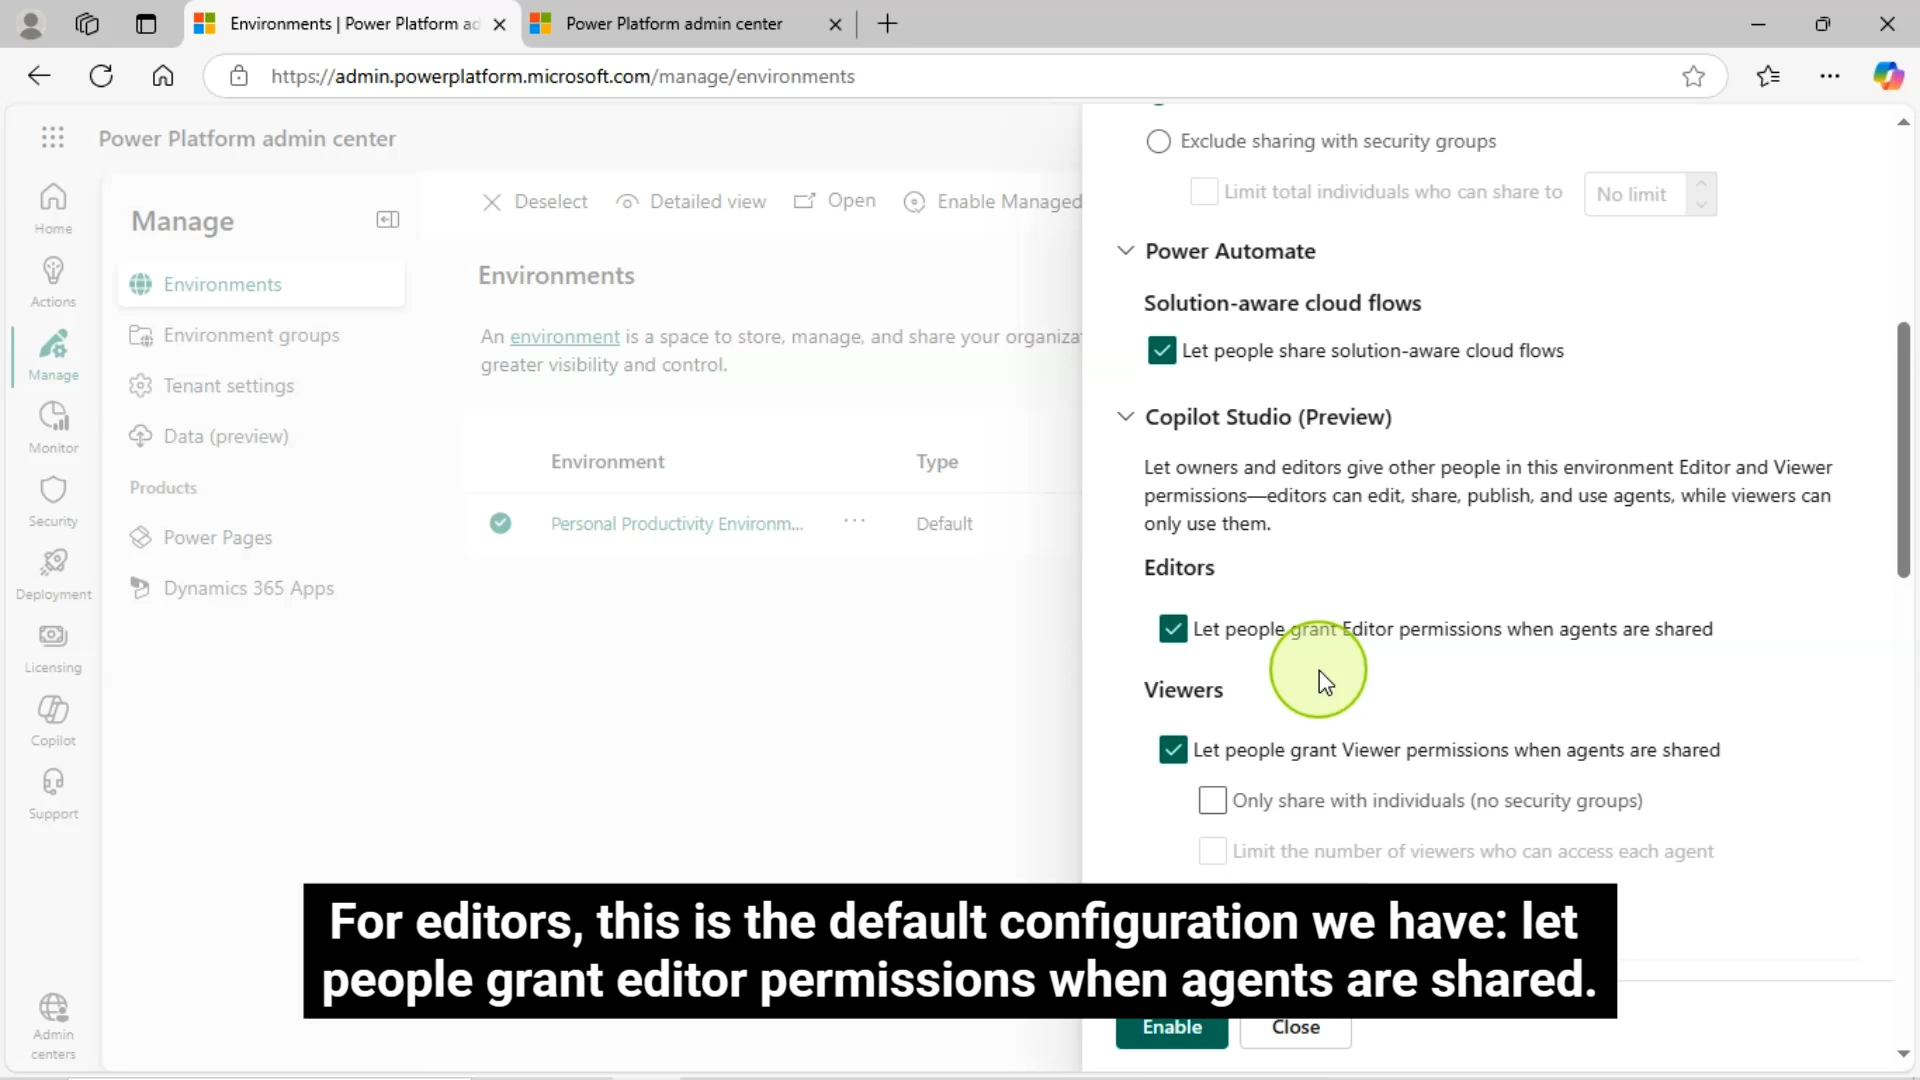 Environments | Power Platform ad
Power Platform admin center
https://admin.powerplatform.microsoft.com/manage/environments
Power Platform admin center
Home
Actions
Manage
Monitor
Security
Deployment
Licensing
Copilot
Support
Admin
centers
Manage
Environments
Environment groups
Tenant settings
Data (preview)
Products
Power Pages
Dynamics 365 Apps
Deselect
Detailed view
Open
Enable Managed
Environments
An environment is a space to store, manage, and share your organiza
greater visibility and control.
Environment Type
Personal Productivity Environm... Default
Exclude sharing with security groups
Limit total individuals who can share to No limit
Power Automate
Solution-aware cloud flows
Let people share solution-aware cloud flows
Copilot Studio (Preview)
Let owners and editors give other people in this environment Editor and Viewer
permissions—editors can edit, share, publish, and use agents, while viewers can
only use them.
Editors
Let people grant Editor permissions when agents are shared
Viewers
Let people grant Viewer permissions when agents are shared
Only share with individuals (no security groups)
Limit the number of viewers who can access each agent
For editors, this is the default configuration we have: let
people grant editor permissions when agents are shared.
Enable
Close